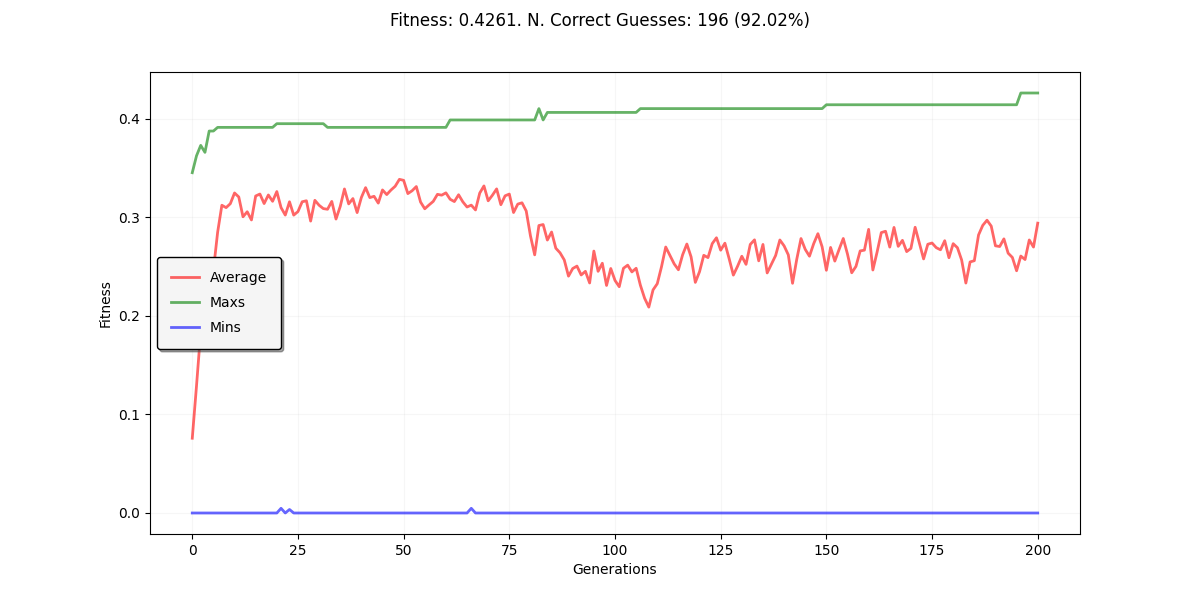 Fitness: 0.4261. N. Correct Guesses: 196 (92.02%)
0.4
0.3
0.2
0.1
0.0
Fitness
Average
Maxs
Mins
0 25 50 75 100 125 150 175 200
Generations